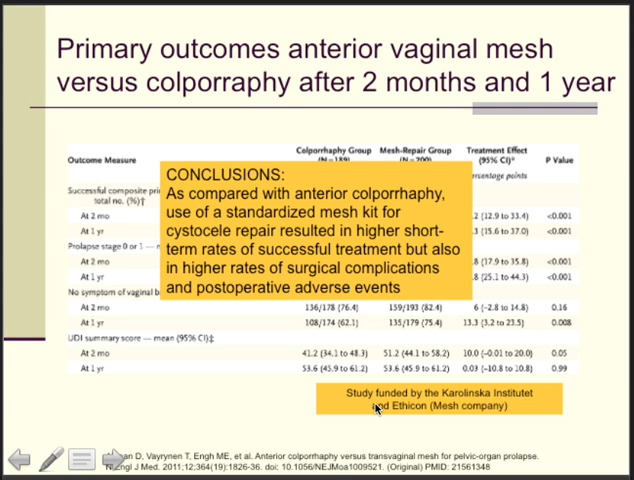 Primary outcomes anterior vaginal mesh
versus colporraphy after 2 months and 1 year
Colporrhaphy Group Mesh-Repair Group Treatment Effect
Outcome Measure (N=189) (N=200) (95% CI)* P Value
percentage points
CONCLUSIONS:
As compared with anterior colporrhaphy,
use of a standardized mesh kit for
cystocele repair resulted in higher short-
term rates of successful treatment but also
in higher rates of surgical complications
and postoperative adverse events
Successful composite
total no. (%)†
At 2 mo .2 (12.9 to 33.4) <0.001
At 1 yr .3 (15.6 to 37.0) <0.001
Prolapse stage 0 or 1 —
At 2 mo .8 (17.9 to 35.8) <0.001
At 1 yr .8 (25.1 to 44.3) <0.001
No symptom of vaginal
At 2 mo 136/178 (76.4) 159/193 (82.4) 6 (–2.8 to 14.8) 0.16
At 1 yr 108/174 (62.1) 135/179 (75.4) 13.3 (3.2 to 23.5) 0.008
UDI summary score — mean (95% CI)‡
At 2 mo 41.2 (34.1 to 48.3) 51.2 (44.1 to 58.2) 10.0 (–0.01 to 20.0) 0.05
At 1 yr 53.6 (45.9 to 61.2) 53.6 (45.9 to 61.2) 0.03 (–10.8 to 10.8) 0.99
Study funded by the Karolinska Institutet
and Ethicon (Mesh company)
D, Vayrynen T, Engh ME, et al. Anterior colporrhaphy versus transvaginal mesh for pelvic-organ prolapse.
N Engl J Med. 2011;12;364(19):1826-36. doi: 10.1056/NEJMoa1009521. (Original) PMID: 21561348